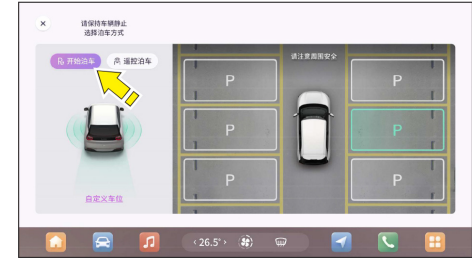 请保持车辆静止
选择泊车方式
开始泊车
遥控泊车
自定义车位
请注意周围安全
P
P
P
P
P
P
26.5°